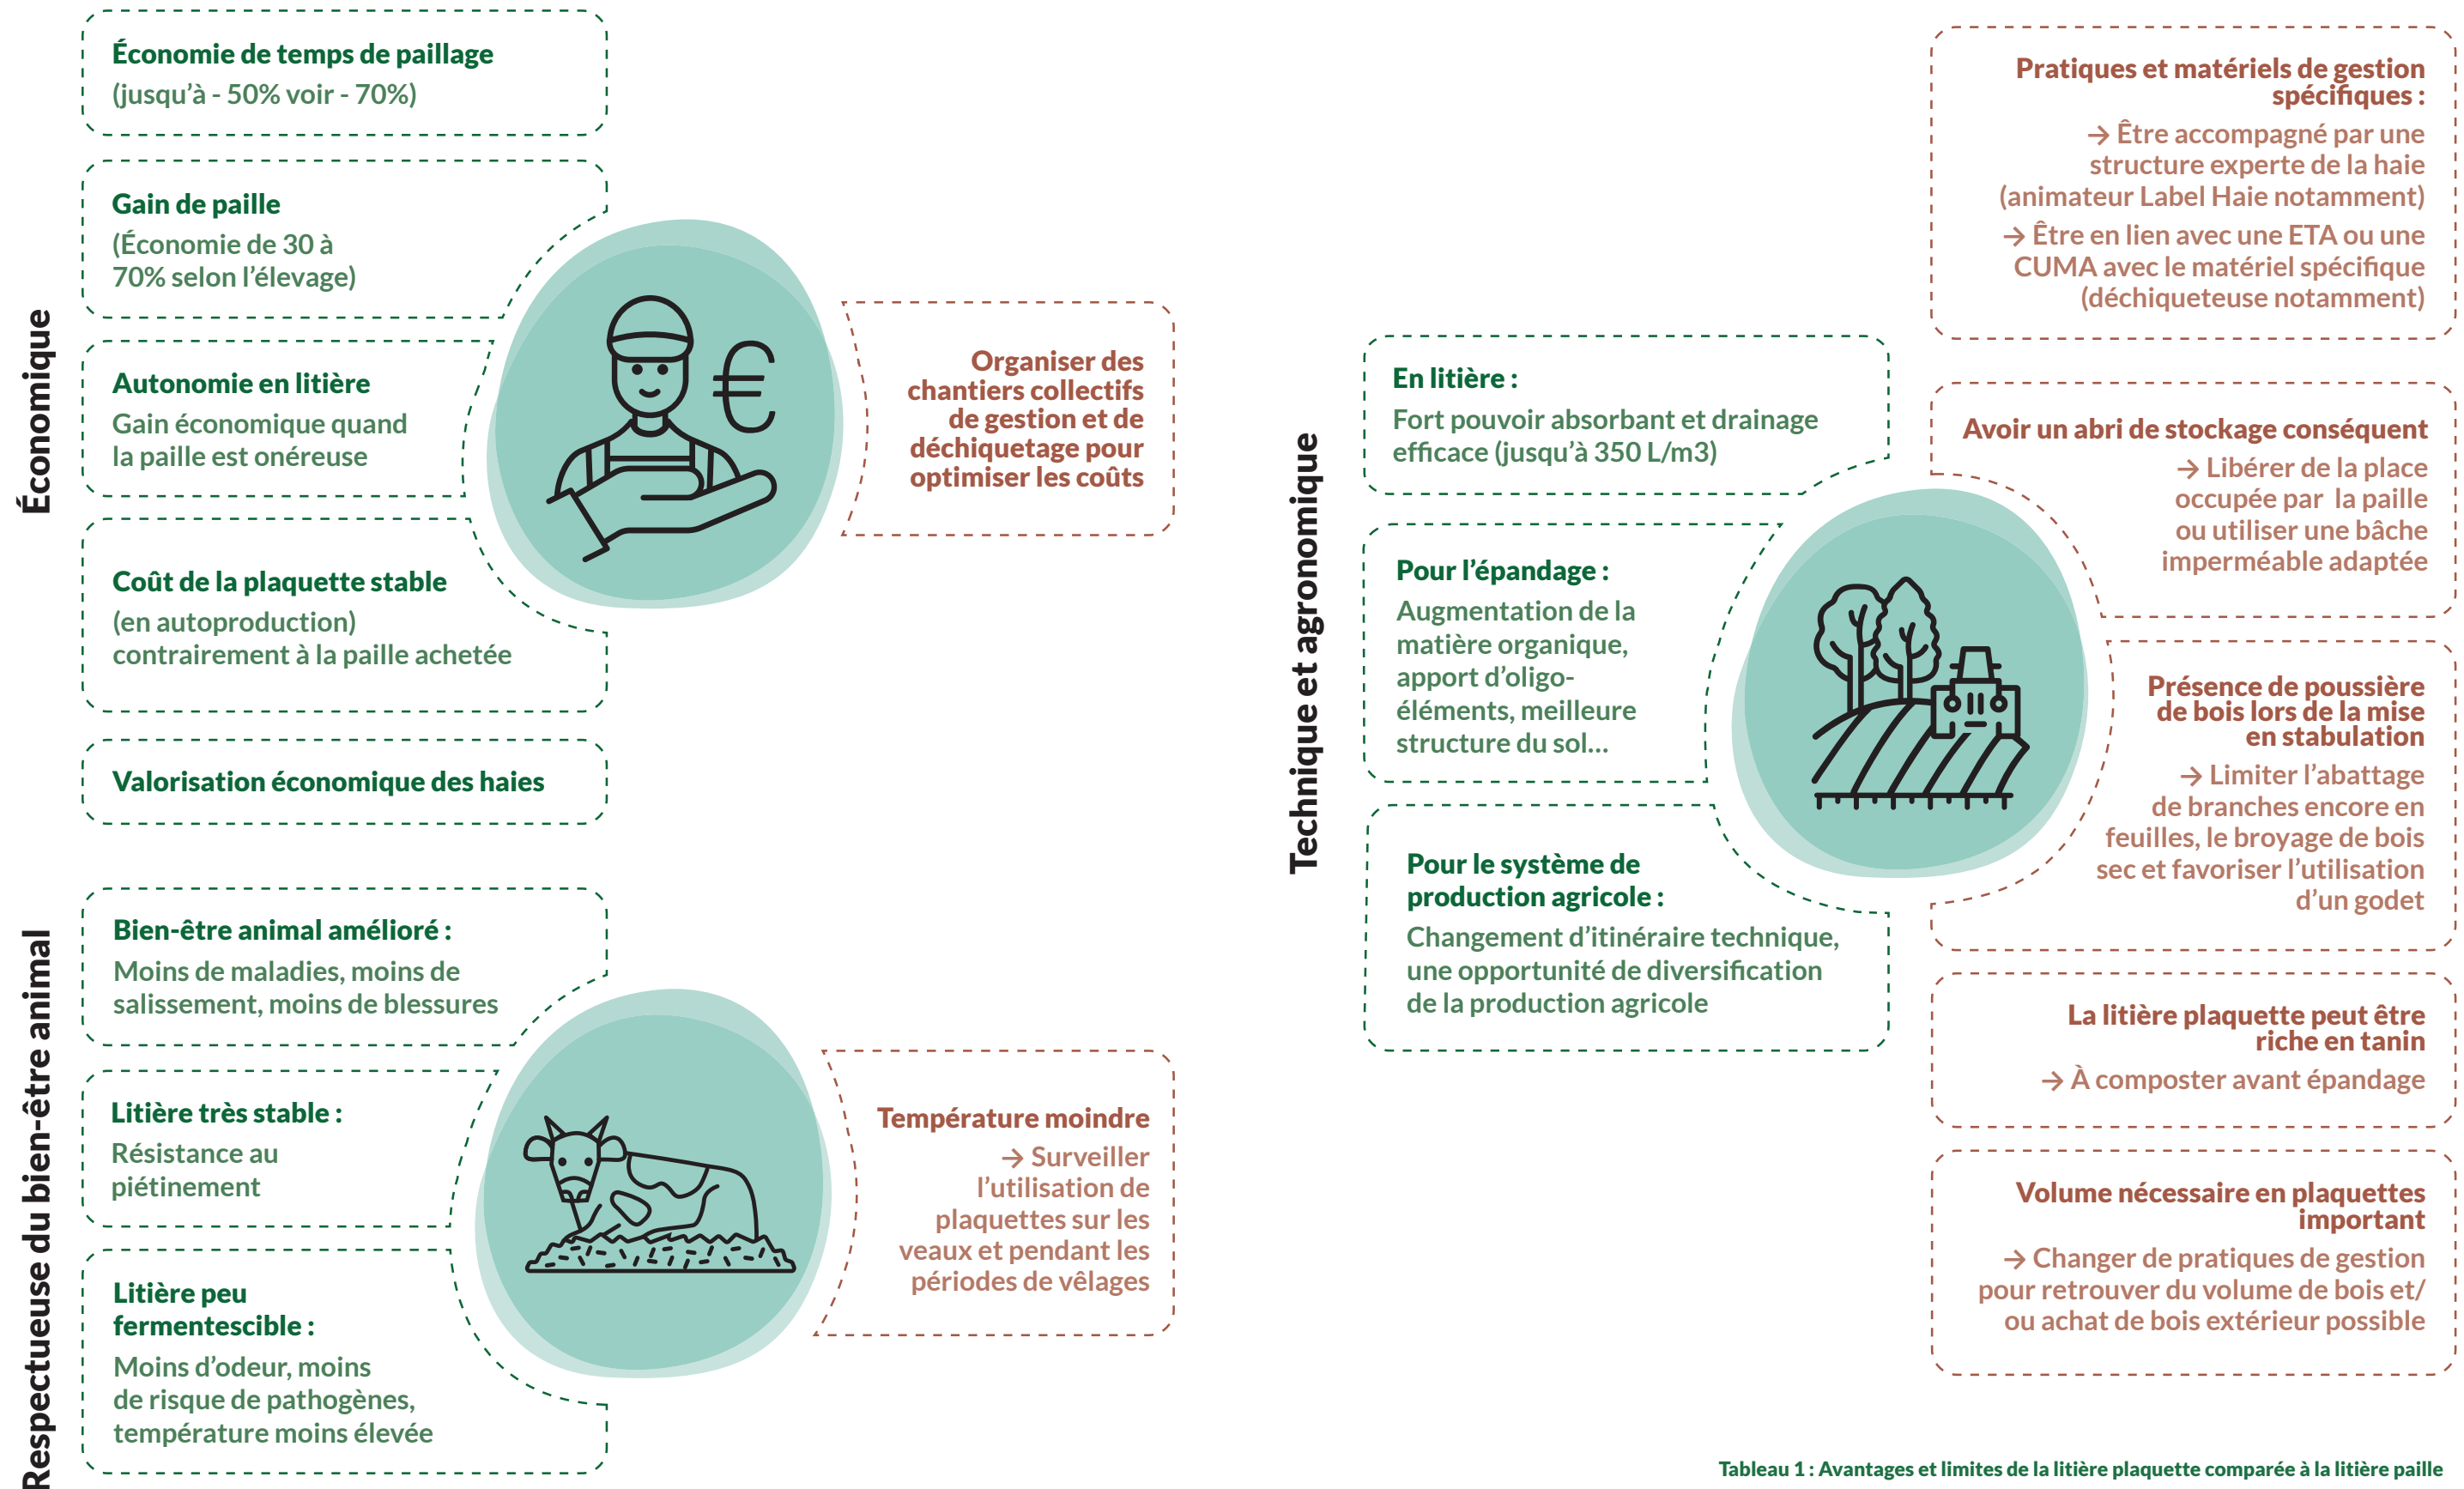 Économique
Économie de temps de paillage
(jusqu’à - 50% voir - 70%)
Gain de paille
(Économie de 30 à
70% selon l’élevage)
Autonomie en litière
Gain économique quand
la paille est onéreuse
Coût de la plaquette stable
(en autoproduction)
contrairement à la paille achetée
Valorisation économique des haies
€
Organiser des
chantiers collectifs
de gestion et de
déchiquetage pour
optimiser les coûts
Respectueuse du bien-être animal
Bien-être animal amélioré :
Moins de maladies, moins de
salissement, moins de blessures
Litière très stable :
Résistance au
piétinement
Litière peu
fermentescible :
Moins d’odeur, moins
de risque de pathogènes,
température moins élevée
Température moindre
→ Surveiller
l’utilisation de
plaquettes sur les
veaux et pendant les
périodes de vêlages
Technique et agronomique
En litière :
Fort pouvoir absorbant et drainage
efficace (jusqu’à 350 L/m3)
Pour l’épandage :
Augmentation de la
matière organique,
apport d’oligo-
éléments, meilleure
structure du sol…
Pour le système de
production agricole :
Changement d’itinéraire technique,
une opportunité de diversification
de la production agricole
Pratiques et matériels de gestion
spécifiques :
→ Être accompagné par une
structure experte de la haie
(animateur Label Haie notamment)
→ Être en lien avec une ETA ou une
CUMA avec le matériel spécifique
(déchiqueteuse notamment)
Avoir un abri de stockage conséquent
→ Libérer de la place
occupée par la paille
ou utiliser une bâche
imperméable adaptée
Présence de poussière
de bois lors de la mise
en stabulation
→ Limiter l’abattage
de branches encore en
feuilles, le broyage de bois
sec et favoriser l’utilisation
d’un godet
La litière plaquette peut être
riche en tanin
→ À composter avant épandage
Volume nécessaire en plaquettes
important
→ Changer de pratiques de gestion
pour retrouver du volume de bois et/
ou achat de bois extérieur possible
Tableau 1 : Avantages et limites de la litière plaquette comparée à la litière paille